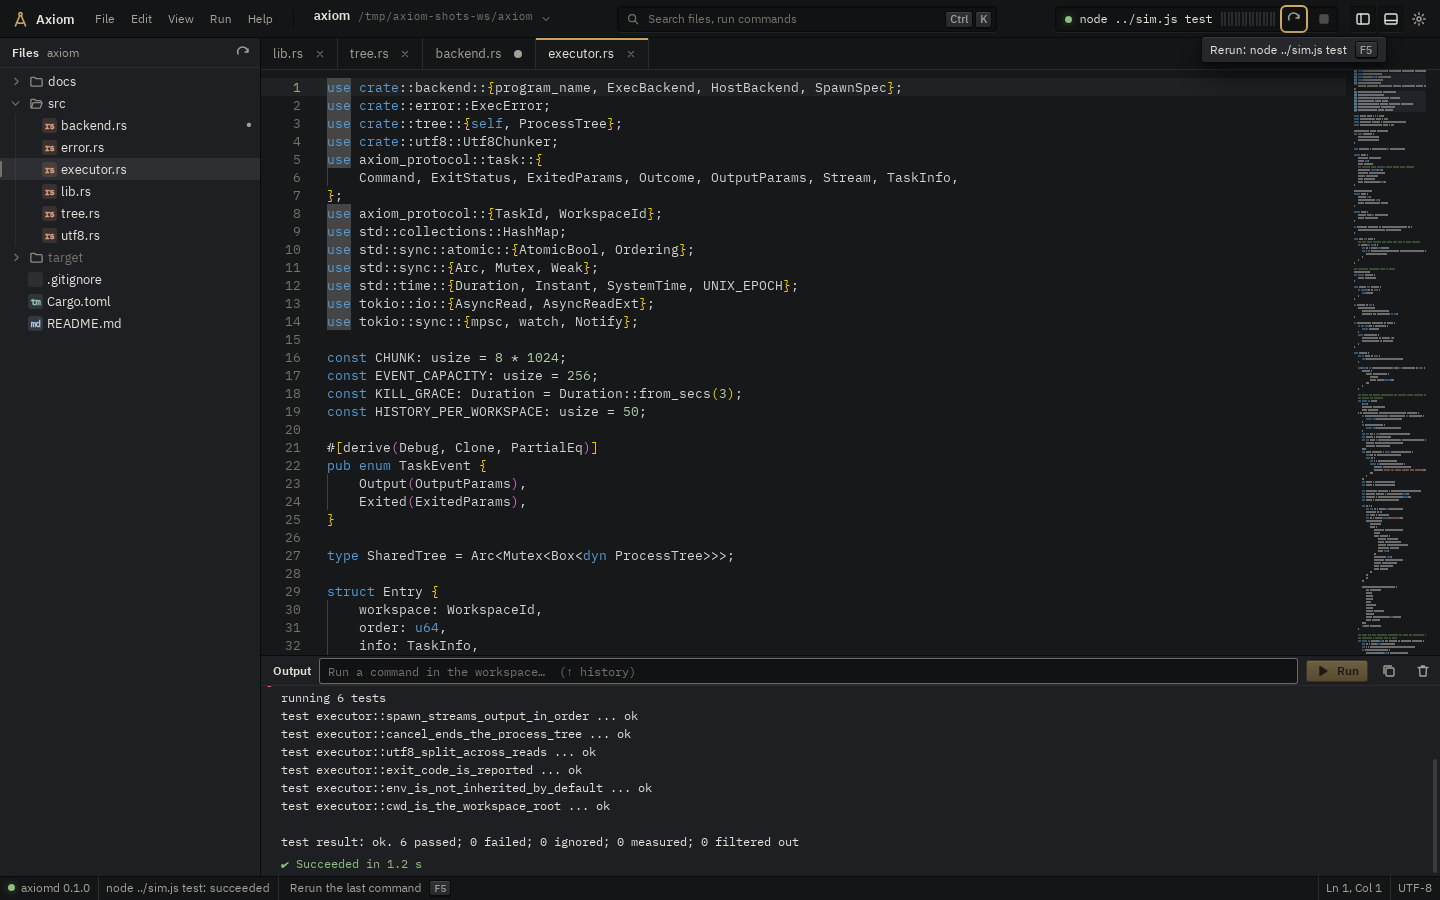 Axiom File Edit View Run Help axiom /tmp/axiom-shots-ws/axiom Search files, run commands Ctrl K node ../sim.js test
Files axiom
lib.rs tree.rs backend.rs executor.rs
Rerun: node ../sim.js test F5
docs
src
rs backend.rs
rs error.rs
rs executor.rs
rs lib.rs
rs tree.rs
rs utf8.rs
target
.gitignore
tm Cargo.toml
md README.md
1 use crate::backend::{program_name, ExecBackend, HostBackend, SpawnSpec};
2 use crate::error::ExecError;
3 use crate::tree::{self, ProcessTree};
4 use crate::utf8::Utf8Chunker;
5 use axiom_protocol::task::{
6 Command, ExitStatus, ExitedParams, Outcome, OutputParams, Stream, TaskInfo,
7 };
8 use axiom_protocol::{TaskId, WorkspaceId};
9 use std::collections::HashMap;
10 use std::sync::atomic::{AtomicBool, Ordering};
11 use std::sync::{Arc, Mutex, Weak};
12 use std::time::{Duration, Instant, SystemTime, UNIX_EPOCH};
13 use tokio::io::{AsyncRead, AsyncReadExt};
14 use tokio::sync::{mpsc, watch, Notify};
15
16 const CHUNK: usize = 8 * 1024;
17 const EVENT_CAPACITY: usize = 256;
18 const KILL_GRACE: Duration = Duration::from_secs(3);
19 const HISTORY_PER_WORKSPACE: usize = 50;
20
21 #[derive(Debug, Clone, PartialEq)]
22 pub enum TaskEvent {
23 Output(OutputParams),
24 Exited(ExitedParams),
25 }
26
27 type SharedTree = Arc<Mutex<Box<dyn ProcessTree>>>;
28
29 struct Entry {
30 workspace: WorkspaceId,
31 order: u64,
32 info: TaskInfo,
Output Run a command in the workspace… (↑ history) Run
running 6 tests
test executor::spawn_streams_output_in_order ... ok
test executor::cancel_ends_the_process_tree ... ok
test executor::utf8_split_across_reads ... ok
test executor::exit_code_is_reported ... ok
test executor::env_is_not_inherited_by_default ... ok
test executor::cwd_is_the_workspace_root ... ok
test result: ok. 6 passed; 0 failed; 0 ignored; 0 measured; 0 filtered out
✔ Succeeded in 1.2 s
axiomd 0.1.0 node ../sim.js test: succeeded Rerun the last command F5 Ln 1, Col 1 UTF-8